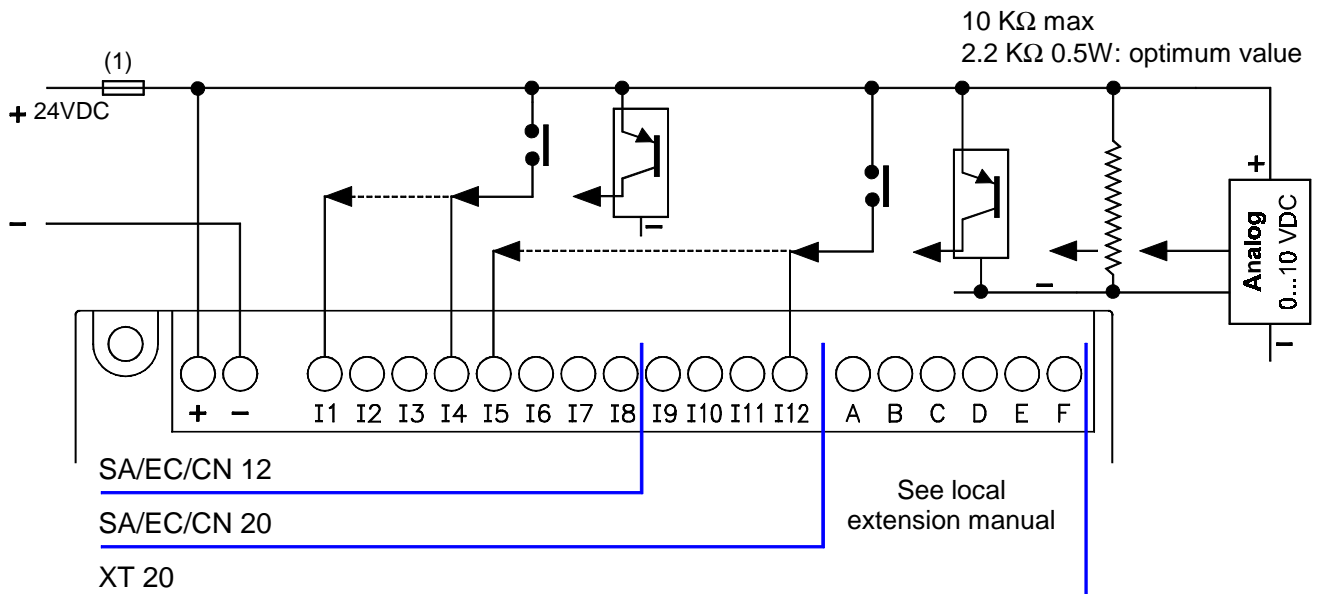 10 KΩ max
2.2 KΩ 0.5W: optimum value
(1)
+ 24VDC
+
–
–
–
–
Analog
0...10 VDC
–
+ – I1 I2 I3 I4 I5 I6 I7 I8 I9 I10 I11 I12 A B C D E F
SA/EC/CN 12
SA/EC/CN 20
XT 20
See local
extension manual